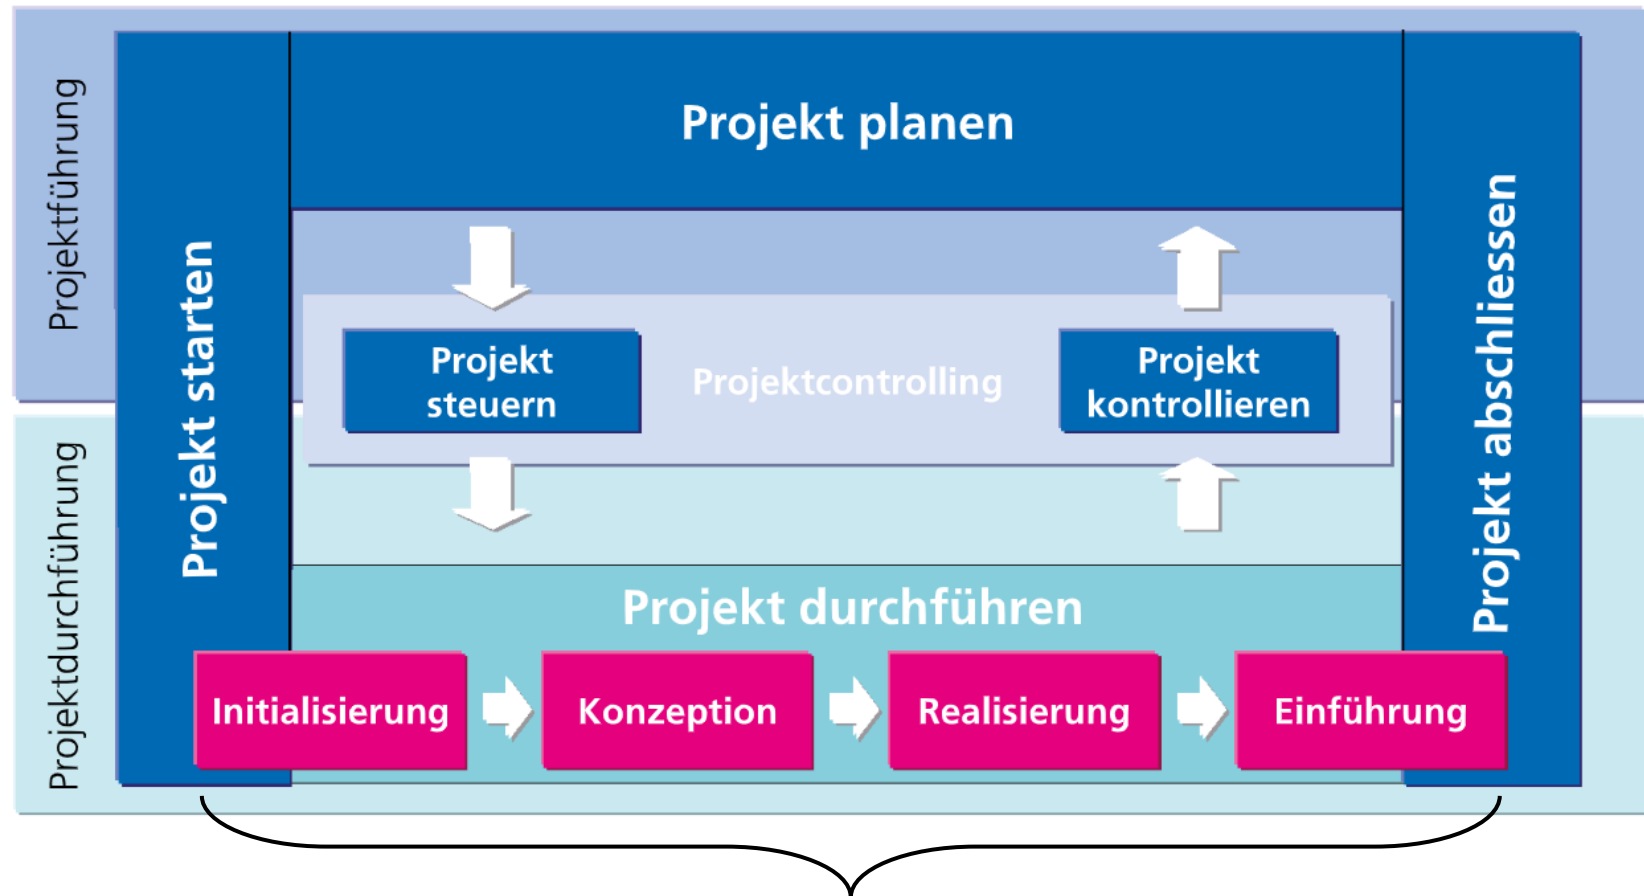 Projektführung
Projekt planen
Projekt starten
Projekt
steuern
Projektcontrolling
Projekt
kontrollieren
Projekt abschliessen
Projektdurchführung
Projekt durchführen
Initialisierung
Konzeption
Realisierung
Einführung